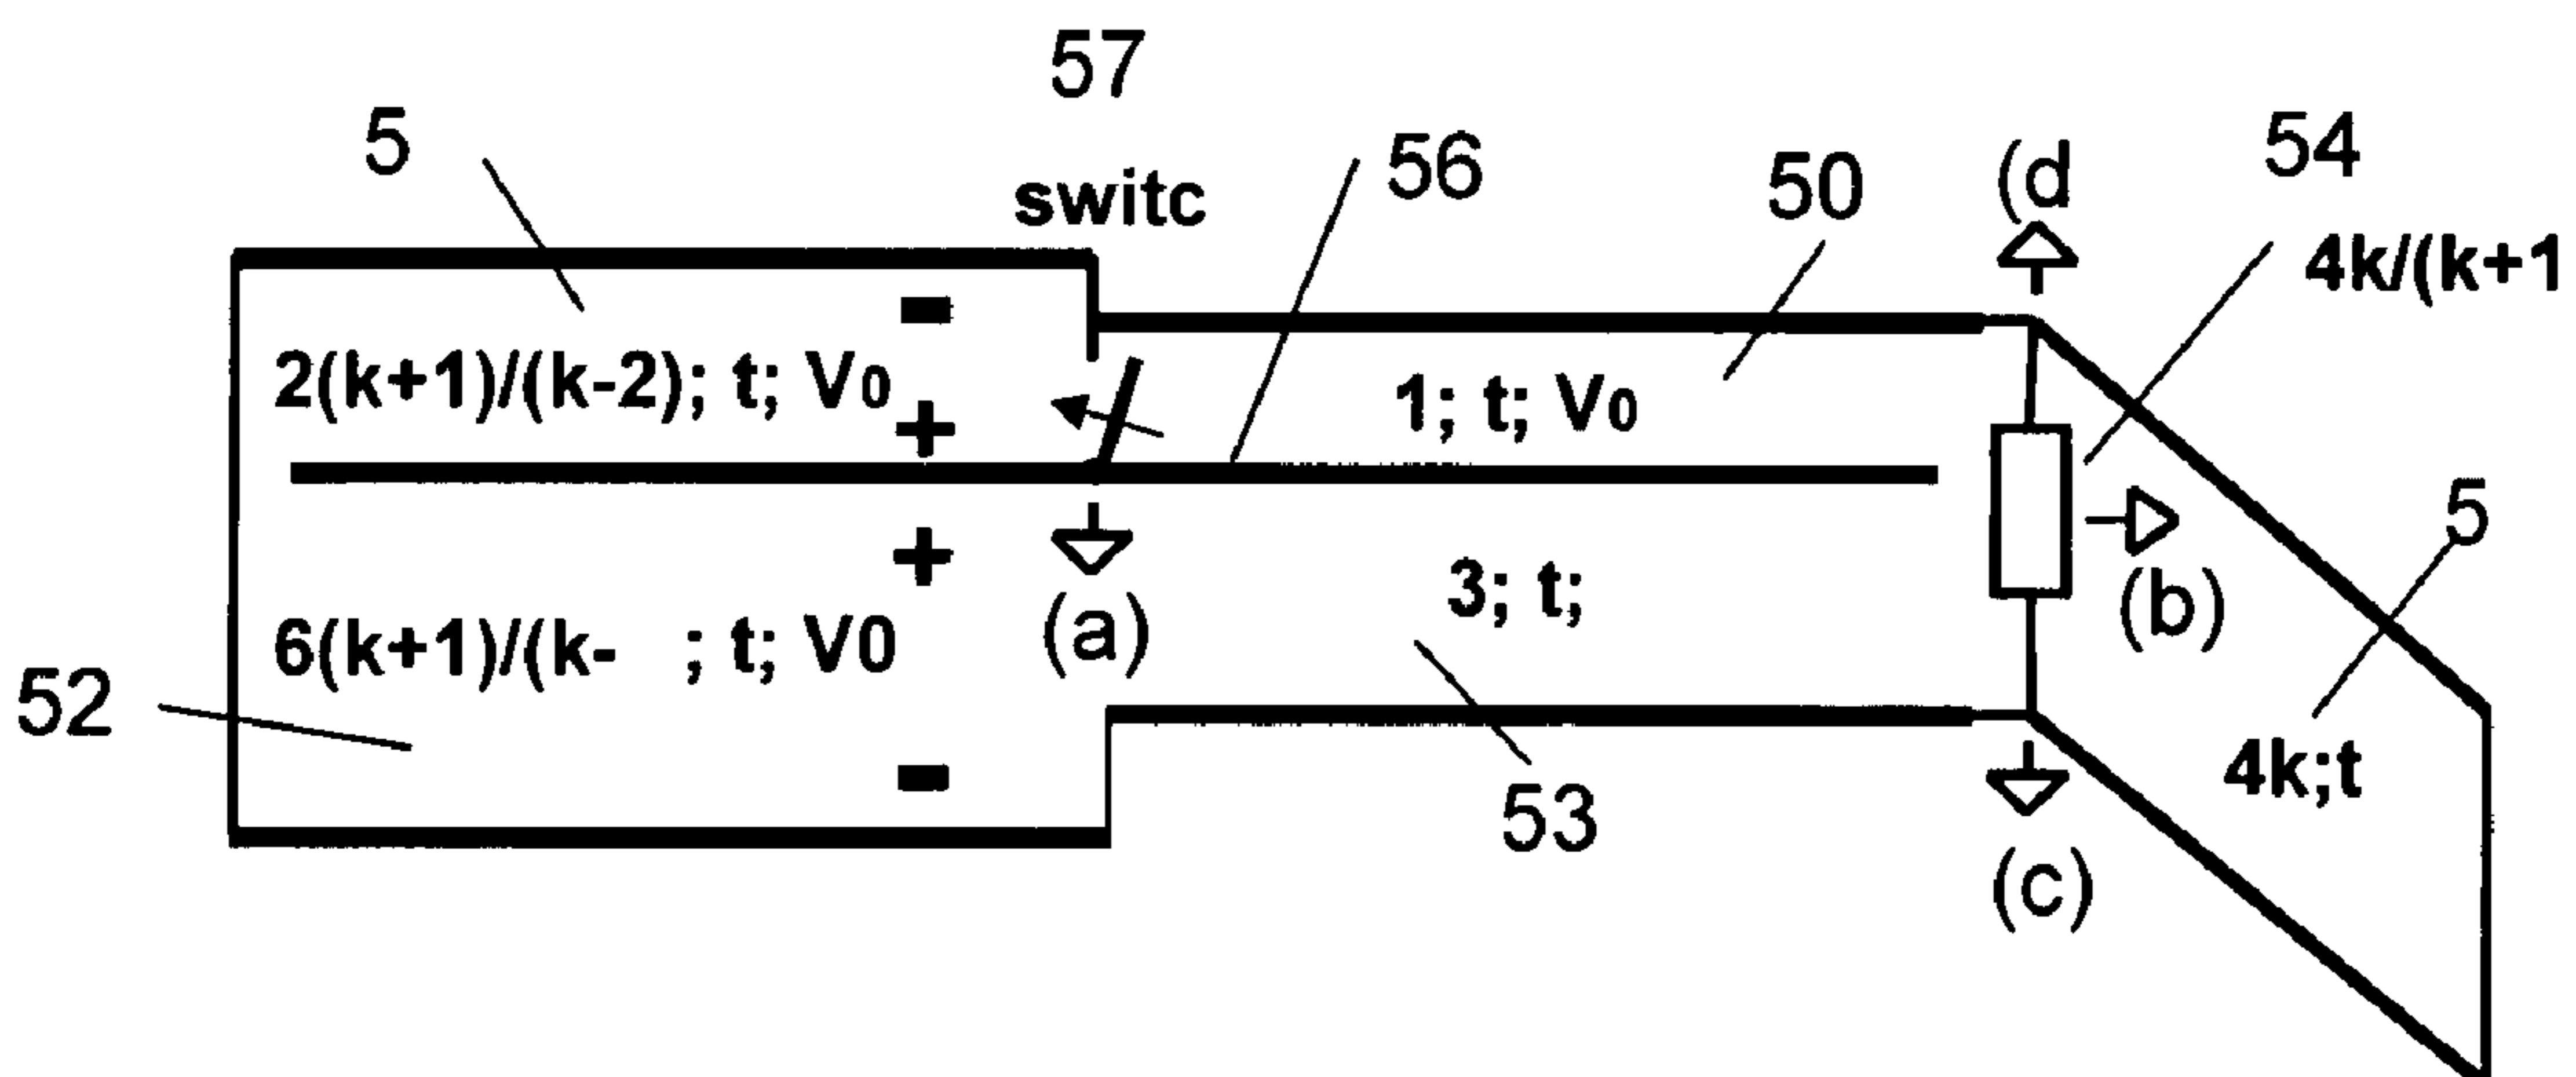 57
5
switc
56
50
(d
54
4k/(k+1
2(k+1)/(k-2); t; V0
-
+
1; t; V0
5
+
(a)
3; t;
(b)
6(k+1)/(k-   ; t; V0
52
-
53
4k;t
(c)